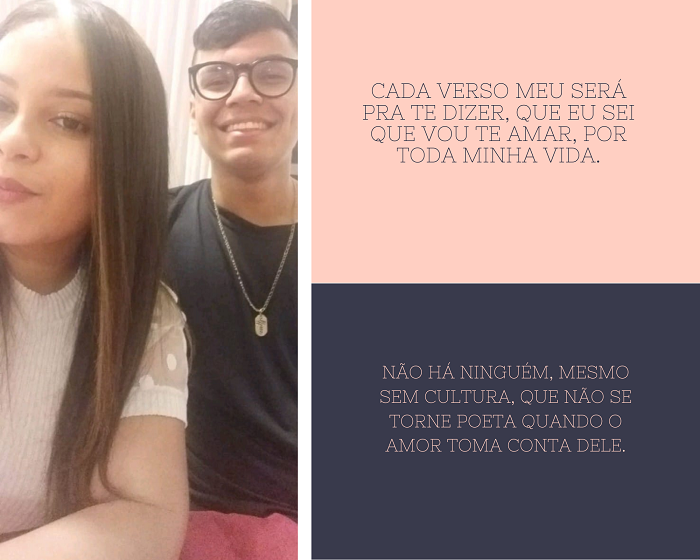 CADA VERSO MEU SERÁ
PRA TE DIZER, QUE EU SEI
QUE VOU TE AMAR, POR
TODA MINHA VIDA.
NÃO HÁ NINGUÉM, MESMO
SEM CULTURA, QUE NÃO SE
TORNE POETA QUANDO O
AMOR TOMA CONTA DELE.